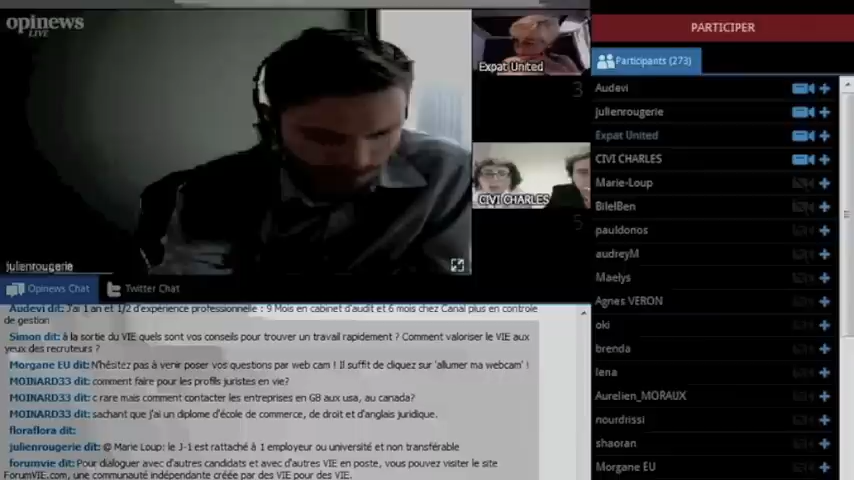 opinews
LIVE
Expat United
3
CIVI CHARLES
5
julienrougerie
Opinews Chat
Twitter Chat
Audevi dit: J'ai 1 an et 1/2 d'expérience professionnelle : 9 Mois en cabinet d'audit et 6 mois chez Canal plus en controle
de gestion
Simon dit: à la sortie du VIE quels sont vos conseils pour trouver un travail rapidement ? Comment valoriser le VIE aux
yeux des recruteurs ?
Morgane EU dit: N'hésitez pas à venir poser vos questions par web cam ! Il suffit de cliquez sur 'allumer ma webcam' !
MOINARD33 dit: comment faire pour les profils juristes en vie?
MOINARD33 dit: c rare mais comment contacter les entreprises en GB aux usa, au canada?
MOINARD33 dit: sachant que j'ai un diplome d'école de commerce, de droit et d'anglais juridique.
floraflora dit:
julienrougerie dit: @ Marie Loup: le J-1 est rattaché à 1 employeur ou université et non transférable
forumvie dit: Pour dialoguer avec d'autres candidats et avec d'autres VIE en poste, vous pouvez visiter le site
ForumVIE.com, une communauté indépendante créée par des VIE pour des VIE.
PARTICIPER
Participants (273)
Audevi
julienrougerie
Expat United
CIVI CHARLES
Marie-Loup
BilelBen
pauldonos
audreyM
Maelys
Agnes VERON
oki
brenda
lena
Aurelien_MORAUX
nourdrissi
shaoran
Morgane EU